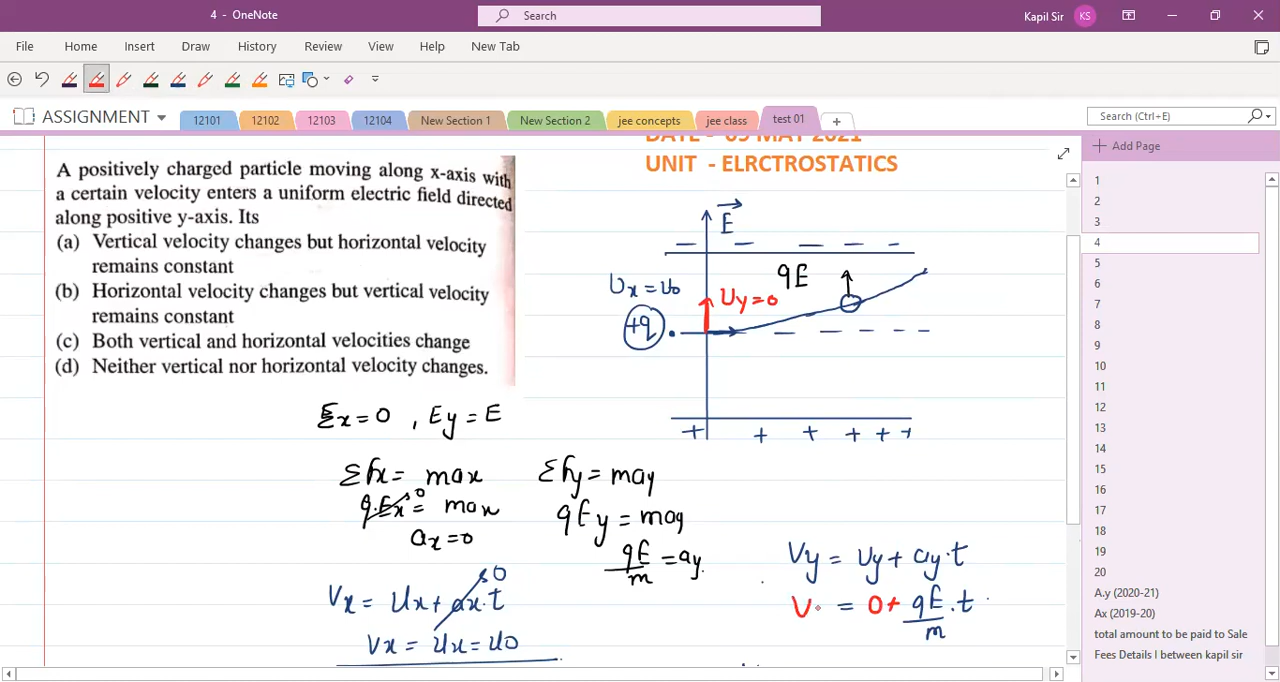 4 - OneNote
Search
Kapil Sir
KS
File Home Insert Draw History Review View Help New Tab
ASSIGNMENT
12101 12102 12103 12104 New Section 1 New Section 2 jee concepts jee class test 01
Search (Ctrl+E)
Add Page
UNIT - ELRCTROSTATICS
A positively charged particle moving along x-axis with
a certain velocity enters a uniform electric field directed
along positive y-axis. Its
(a) Vertical velocity changes but horizontal velocity
remains constant
(b) Horizontal velocity changes but vertical velocity
remains constant
(c) Both vertical and horizontal velocities change
(d) Neither vertical nor horizontal velocity changes.
E
qE
Ux = U0
Uy = 0
+q
Ex = 0 , Ey = E
Σfx = max
q.Ex 0 = max
ax = 0
Σfy = may
qEy = may
qE/m = ay
Vx = Ux + ax.t 0
Vx = Ux = U0
Vy = Uy + ay.t
V = 0 + qE/m .t
1
2
3
4
5
6
7
8
9
10
11
12
13
14
15
16
17
18
19
20
A.y (2020-21)
Ax (2019-20)
total amount to be paid to Sale
Fees Details l between kapil sir